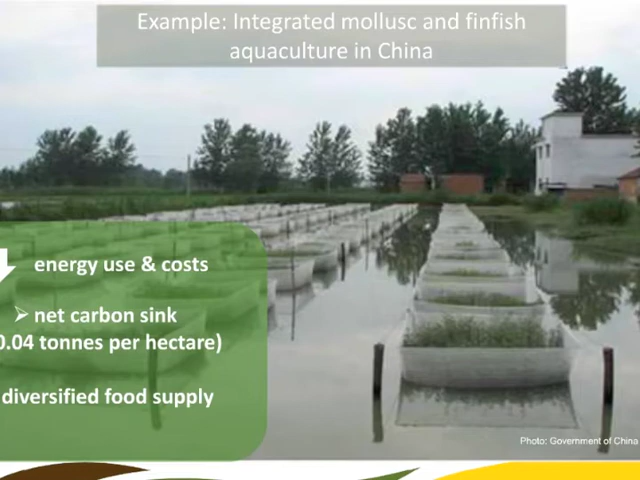 Example: Integrated mollusc and finfish
aquaculture in China
energy use & costs
net carbon sink
0.04 tonnes per hectare)
diversified food supply
Photo: Government of China